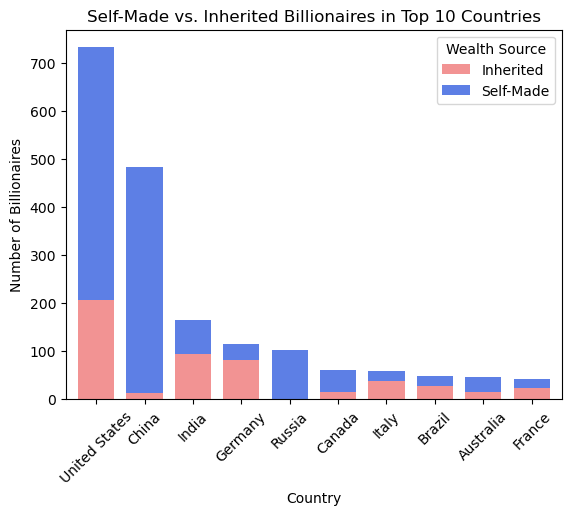 Self-Made vs. Inherited Billionaires in Top 10 Countries
Wealth Source
Inherited
Self-Made
Number of Billionaires
700
600
500
400
300
200
100
0
United States
China
India
Germany
Russia
Canada
Italy
Brazil
Australia
France
Country